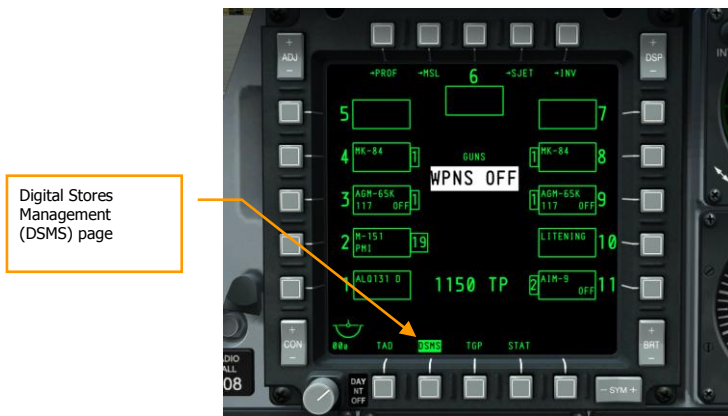 +
ADJ
-
+
DSP
-
→PROF →MSL 6 →SJET →INV
5
7
4 MK-84 1
GUNS
1 MK-84 8
WPNS OFF
3 AGM-65K 1
117 OFF
1 AGM-65K 9
117 OFF
2 M-151 19
PMI
LITENING 10
1 ALQ131 D
1150 TP
2 AIM-9 11
OFF
Digital Stores
Management
(DSMS) page
+
CON
-
+
BRT
-
TAD DSMS TGP STAT
ALL
08
DAY
NT
OFF
- SYM +